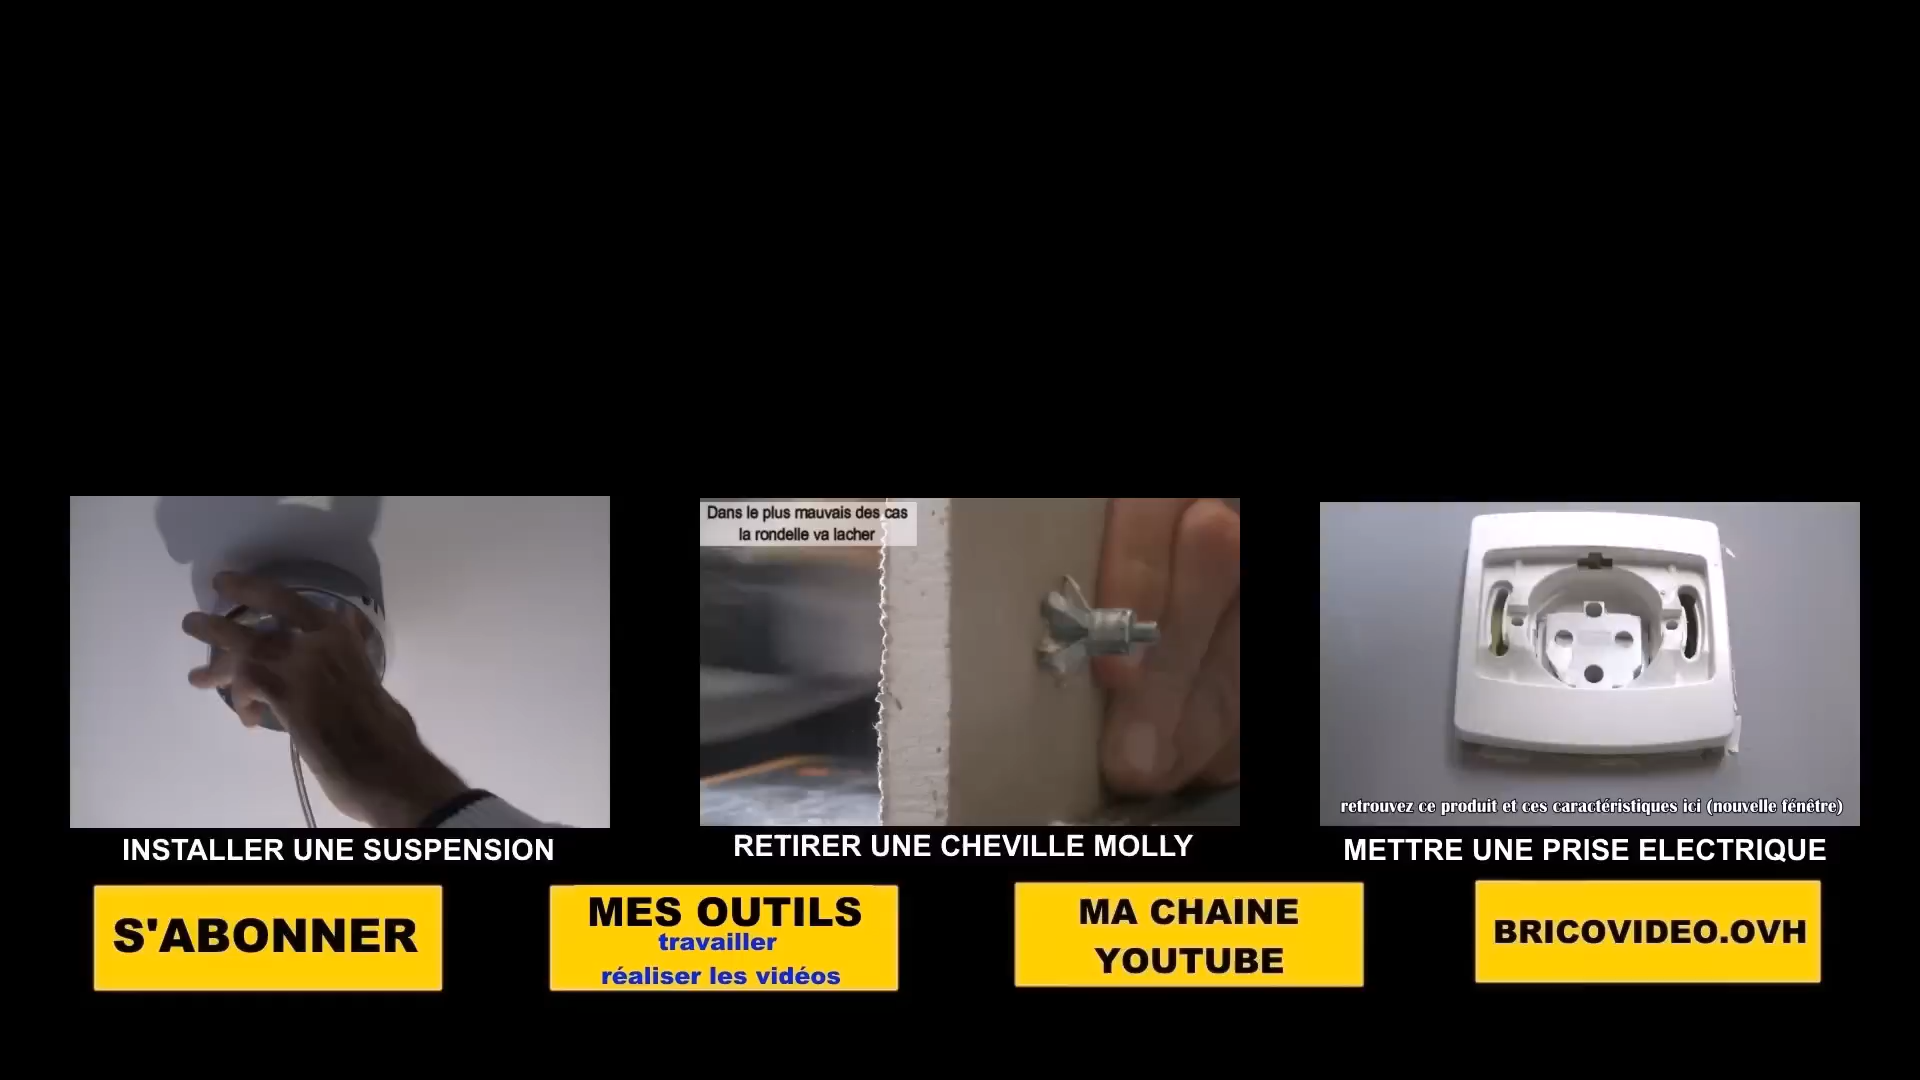 Dans le plus mauvais des cas
la rondelle va lacher
retrouvez ce produit et ces caractéristiques ici (nouvelle fénêtre)
INSTALLER UNE SUSPENSION
RETIRER UNE CHEVILLE MOLLY
METTRE UNE PRISE ELECTRIQUE
S'ABONNER
MES OUTILS
travailler
réaliser les vidéos
MA CHAINE
YOUTUBE
BRICOVIDEO.OVH